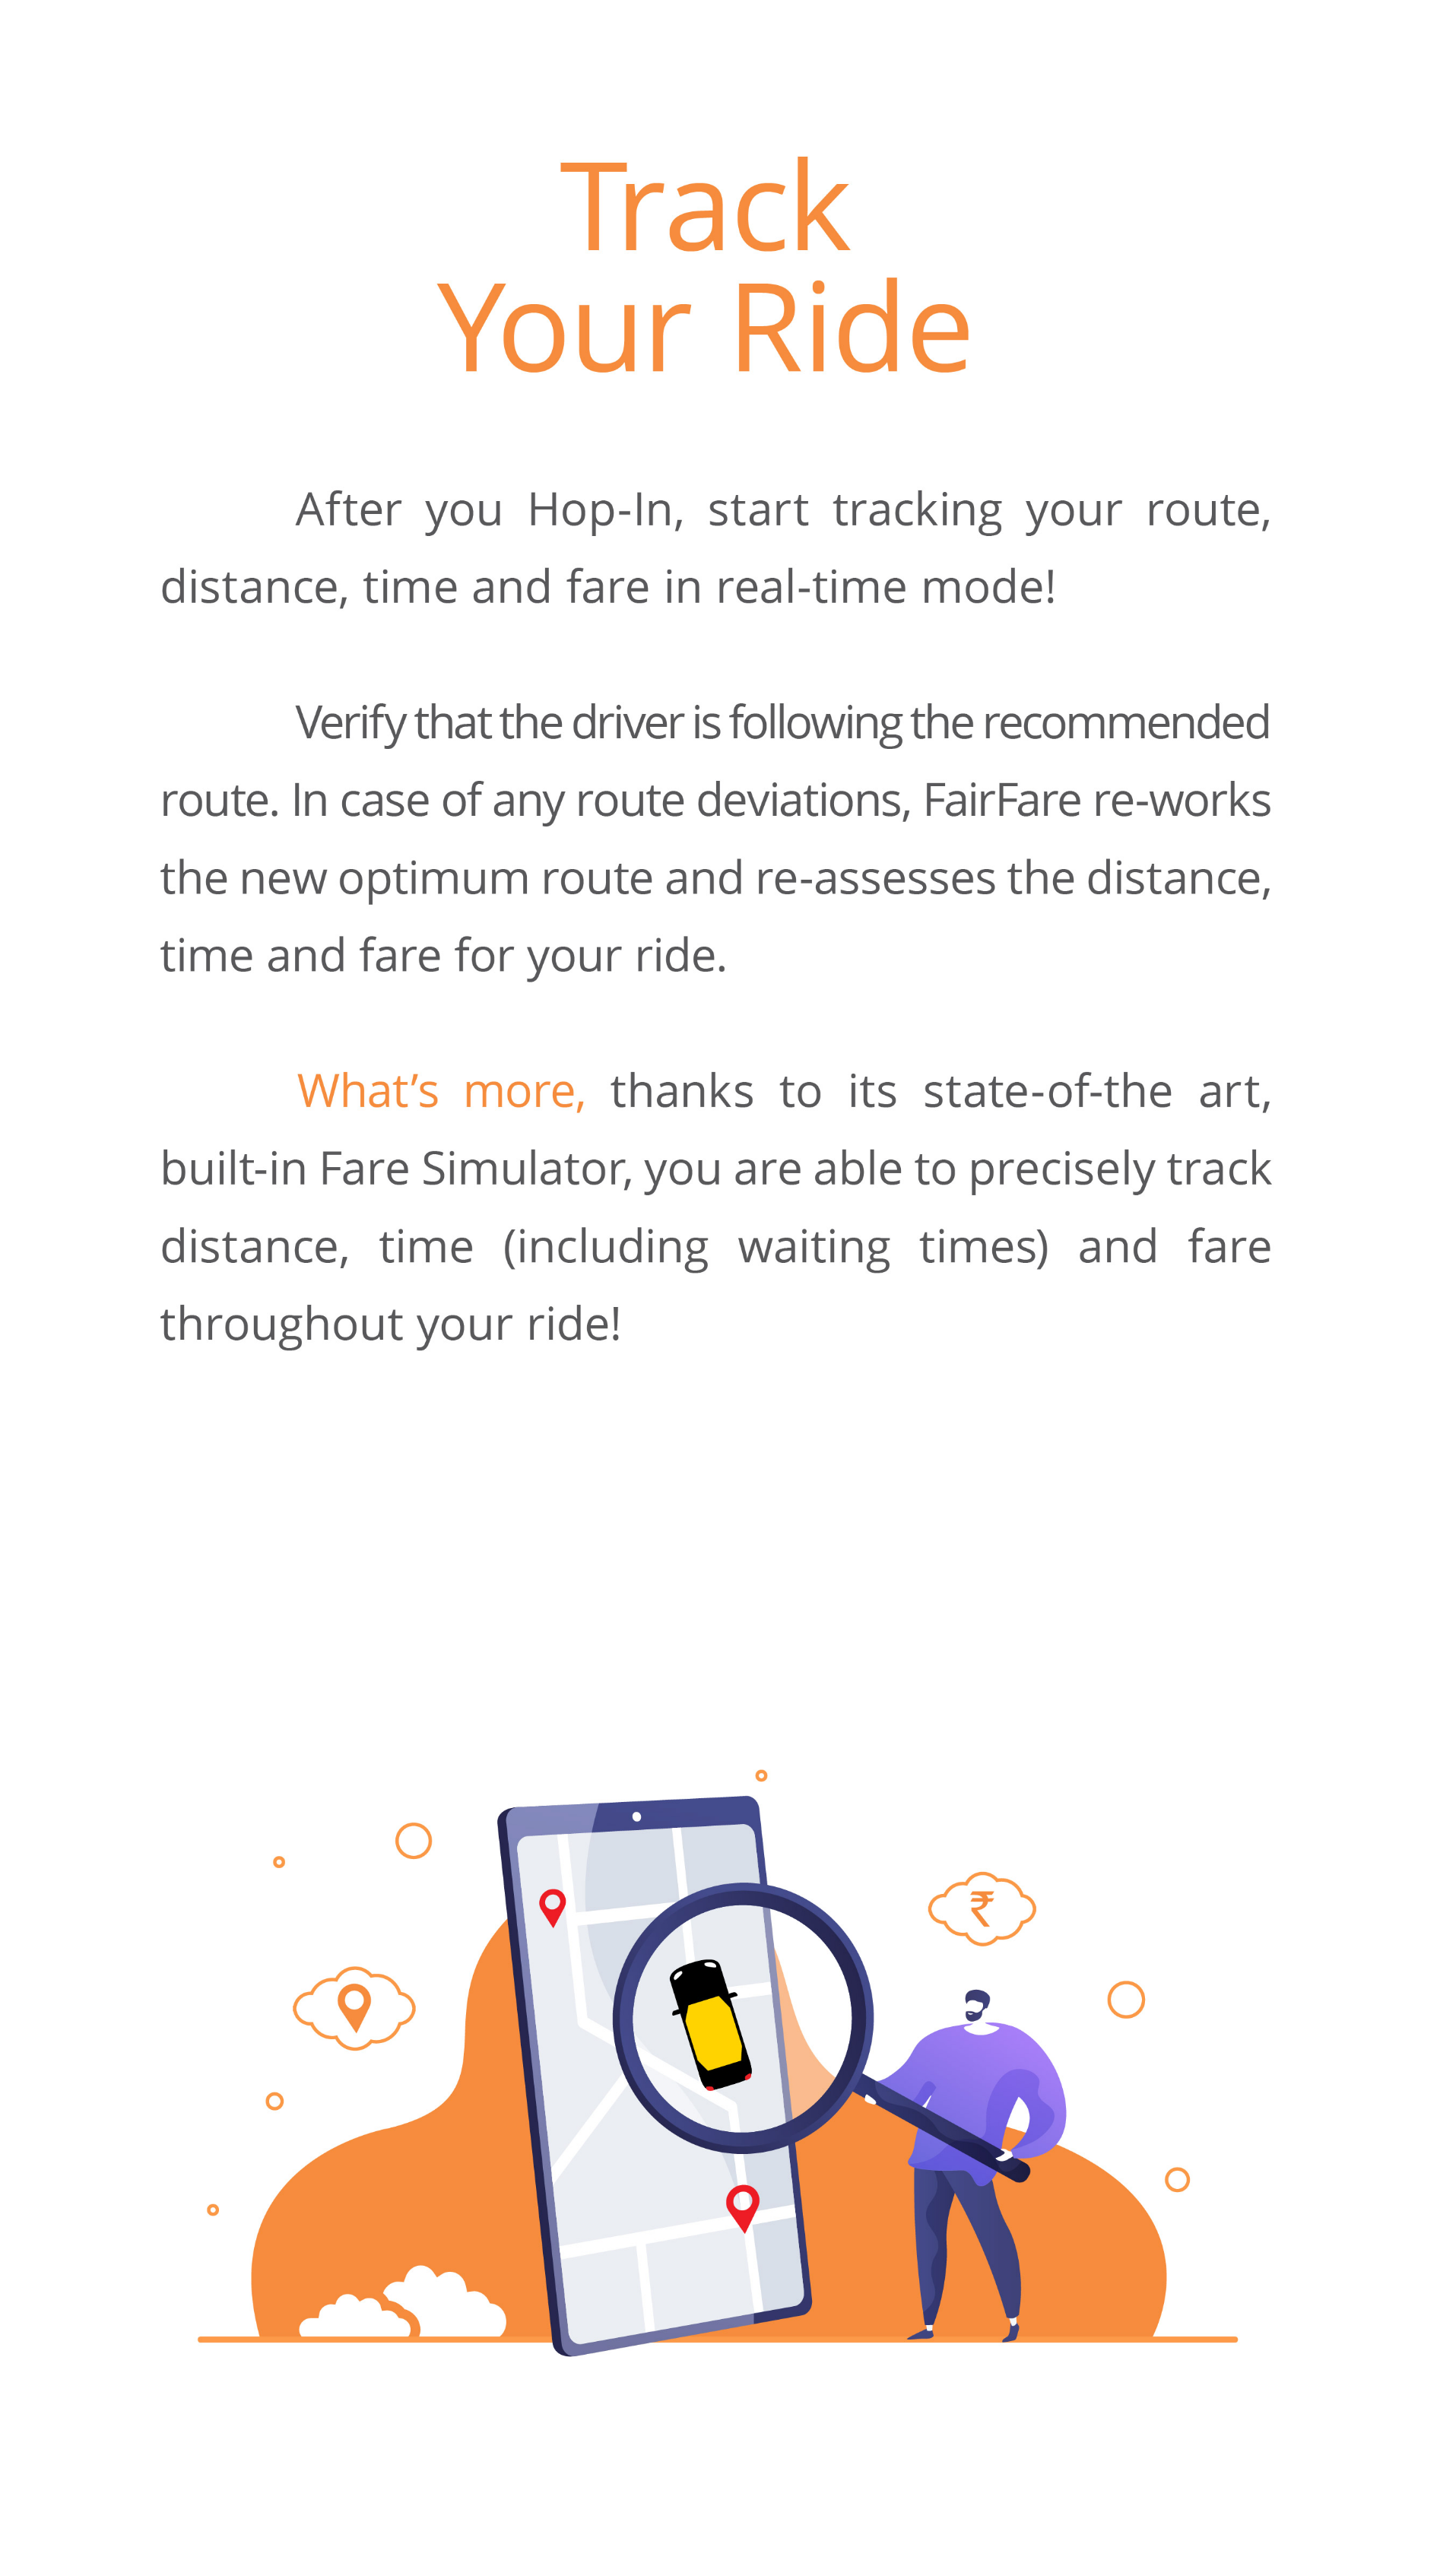 Track
Your Ride
After you Hop-In, start tracking your route,
distance, time and fare in real-time mode!
Verify that the driver is following the recommended
route. In case of any route deviations, FairFare re-works
the new optimum route and re-assesses the distance,
time and fare for your ride.
What’s more, thanks to its state-of-the art,
built-in Fare Simulator, you are able to precisely track
distance, time (including waiting times) and fare
throughout your ride!
₹